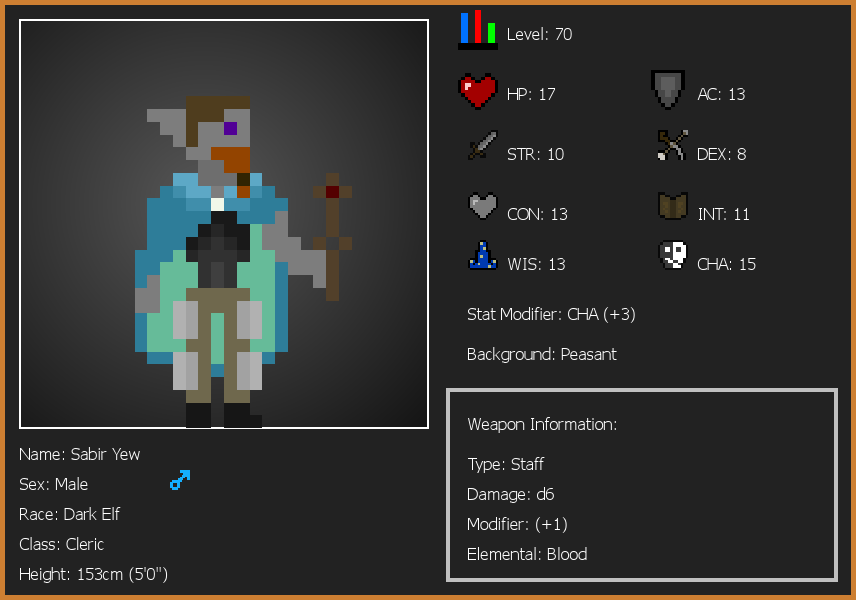 Level: 70
HP: 17
AC: 13
STR: 10
DEX: 8
CON: 13
INT: 11
WIS: 13
CHA: 15
Stat Modifier: CHA (+3)
Background: Peasant
Weapon Information:
Type: Staff
Damage: d6
Modifier: (+1)
Elemental: Blood
Name: Sabir Yew
Sex: Male
Race: Dark Elf
Class: Cleric
Height: 153cm (5'0")